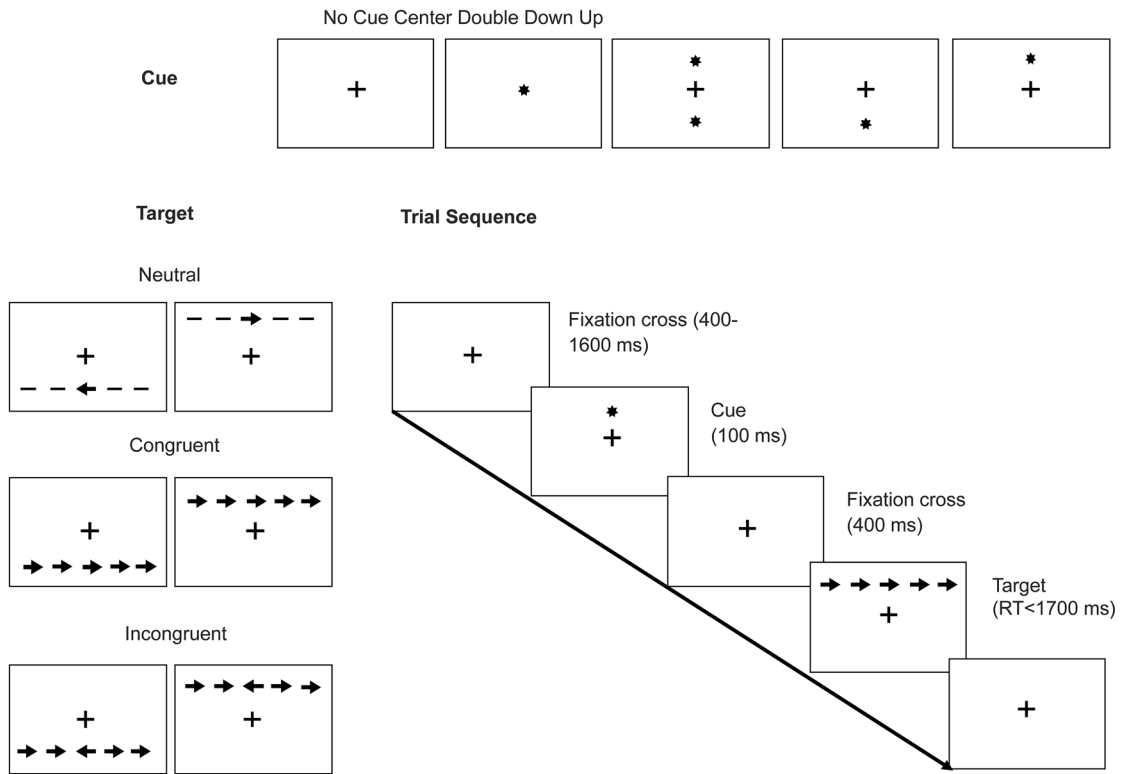 No Cue Center Double Down Up
Cue
Target
Trial Sequence
Neutral
Fixation cross (400-
1600 ms)
Cue
(100 ms)
Congruent
Fixation cross
(400 ms)
Target
(RT<1700 ms)
Incongruent